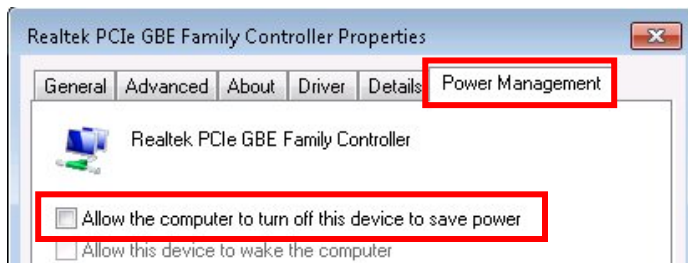 Realtek PCIe GBE Family Controller Properties
General Advanced About Driver Details Power Management
Realtek PCIe GBE Family Controller
Allow the computer to turn off this device to save power
Allow this device to wake the computer